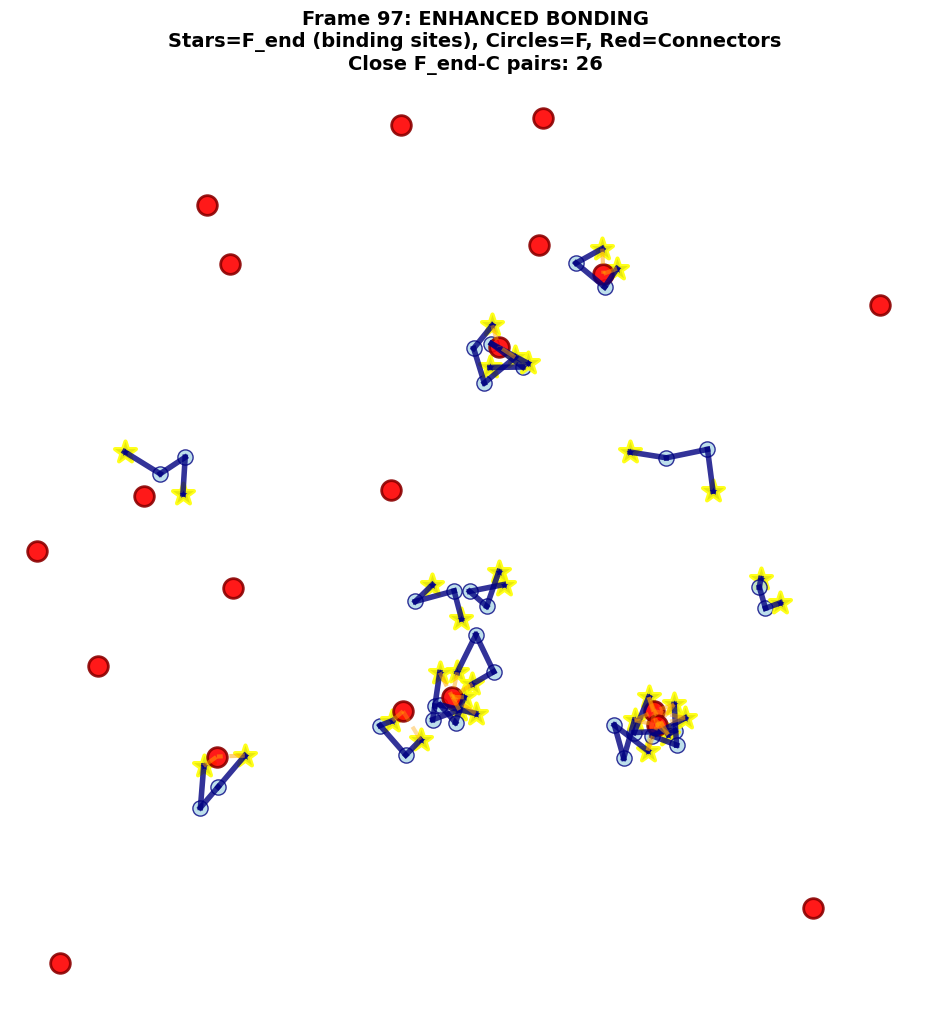 Frame 97: ENHANCED BONDING
Stars=F_end (binding sites), Circles=F, Red=Connectors
Close F_end-C pairs: 26